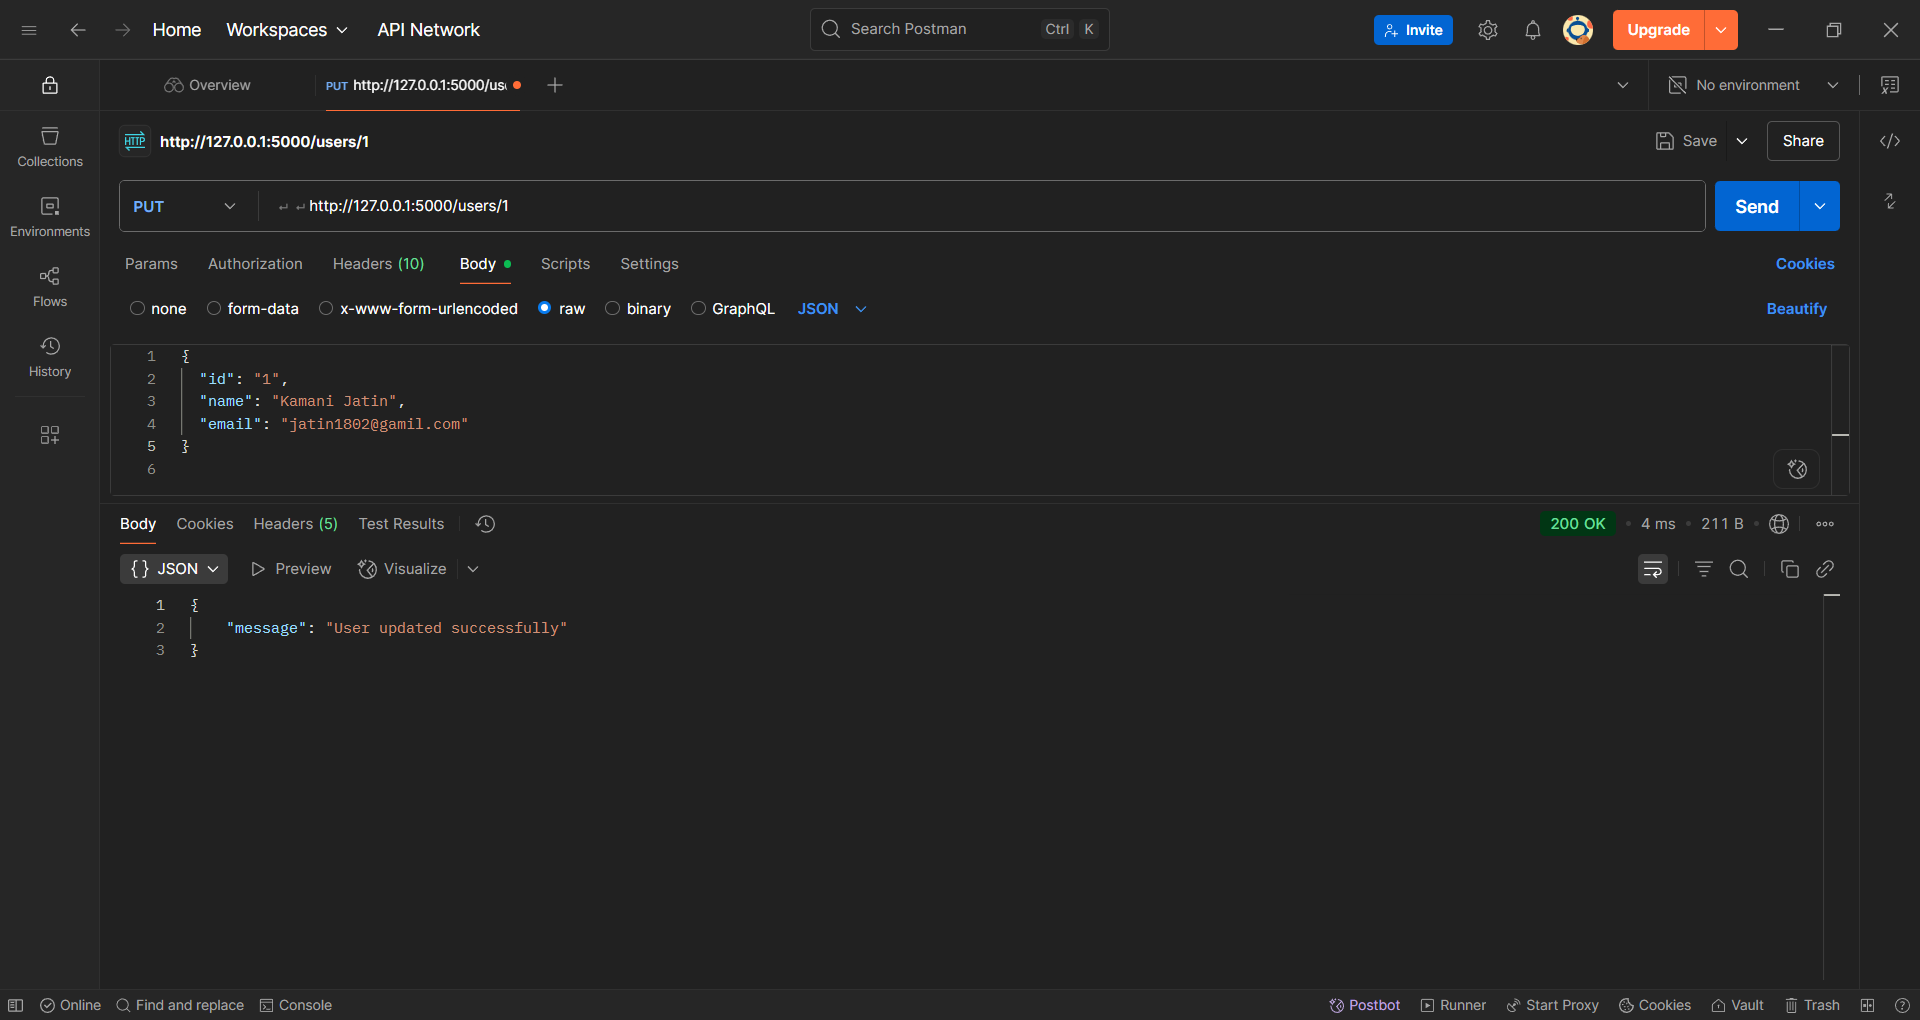 Home Workspaces API Network Search Postman Ctrl K Invite Upgrade
Overview PUT http://127.0.0.1:5000/us No environment
HTTP http://127.0.0.1:5000/users/1 Save Share
Collections
PUT ↵ ↵ http://127.0.0.1:5000/users/1 Send
Environments
Params Authorization Headers (10) Body Scripts Settings Cookies
Flows
none form-data x-www-form-urlencoded raw binary GraphQL JSON Beautify
History
1 {
2 "id": "1",
3 "name": "Kamani Jatin",
4 "email": "jatin1802@gamil.com"
5 }
6
Body Cookies Headers (5) Test Results 200 OK • 4 ms • 211 B
{} JSON Preview Visualize
1 {
2 "message": "User updated successfully"
3 }
Online Find and replace Console Postbot Runner Start Proxy Cookies Vault Trash